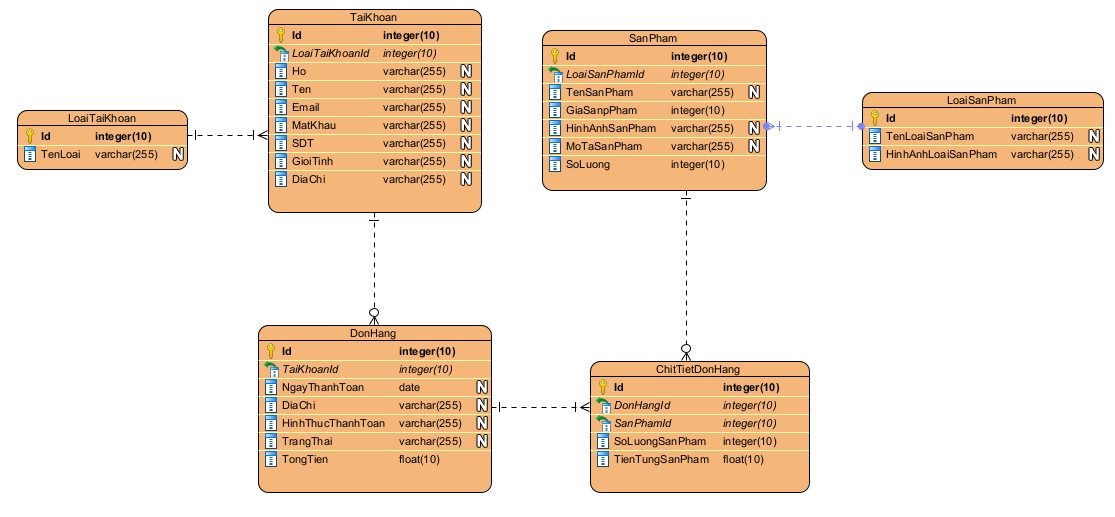 LoaiTaiKhoan
Id integer(10)
TenLoai varchar(255) N
TaiKhoan
Id integer(10)
LoaiTaiKhoanId integer(10)
Ho varchar(255) N
Ten varchar(255) N
Email varchar(255) N
MatKhau varchar(255) N
SDT varchar(255) N
GioiTinh varchar(255) N
DiaChi varchar(255) N
SanPham
Id integer(10)
LoaiSanPhamId integer(10)
TenSanPham varchar(255) N
GiaSanpPham integer(10)
HinhAnhSanPham varchar(255) N
MoTaSanPham varchar(255) N
SoLuong integer(10)
LoaiSanPham
Id integer(10)
TenLoaiSanPham varchar(255) N
HinhAnhLoaiSanPham varchar(255) N
DonHang
Id integer(10)
TaiKhoanId integer(10)
NgayThanhToan date N
DiaChi varchar(255) N
HinhThucThanhToan varchar(255) N
TrangThai varchar(255) N
TongTien float(10)
ChitTietDonHang
Id integer(10)
DonHangId integer(10)
SanPhamId integer(10)
SoLuongSanPham integer(10)
TienTungSanPham float(10)